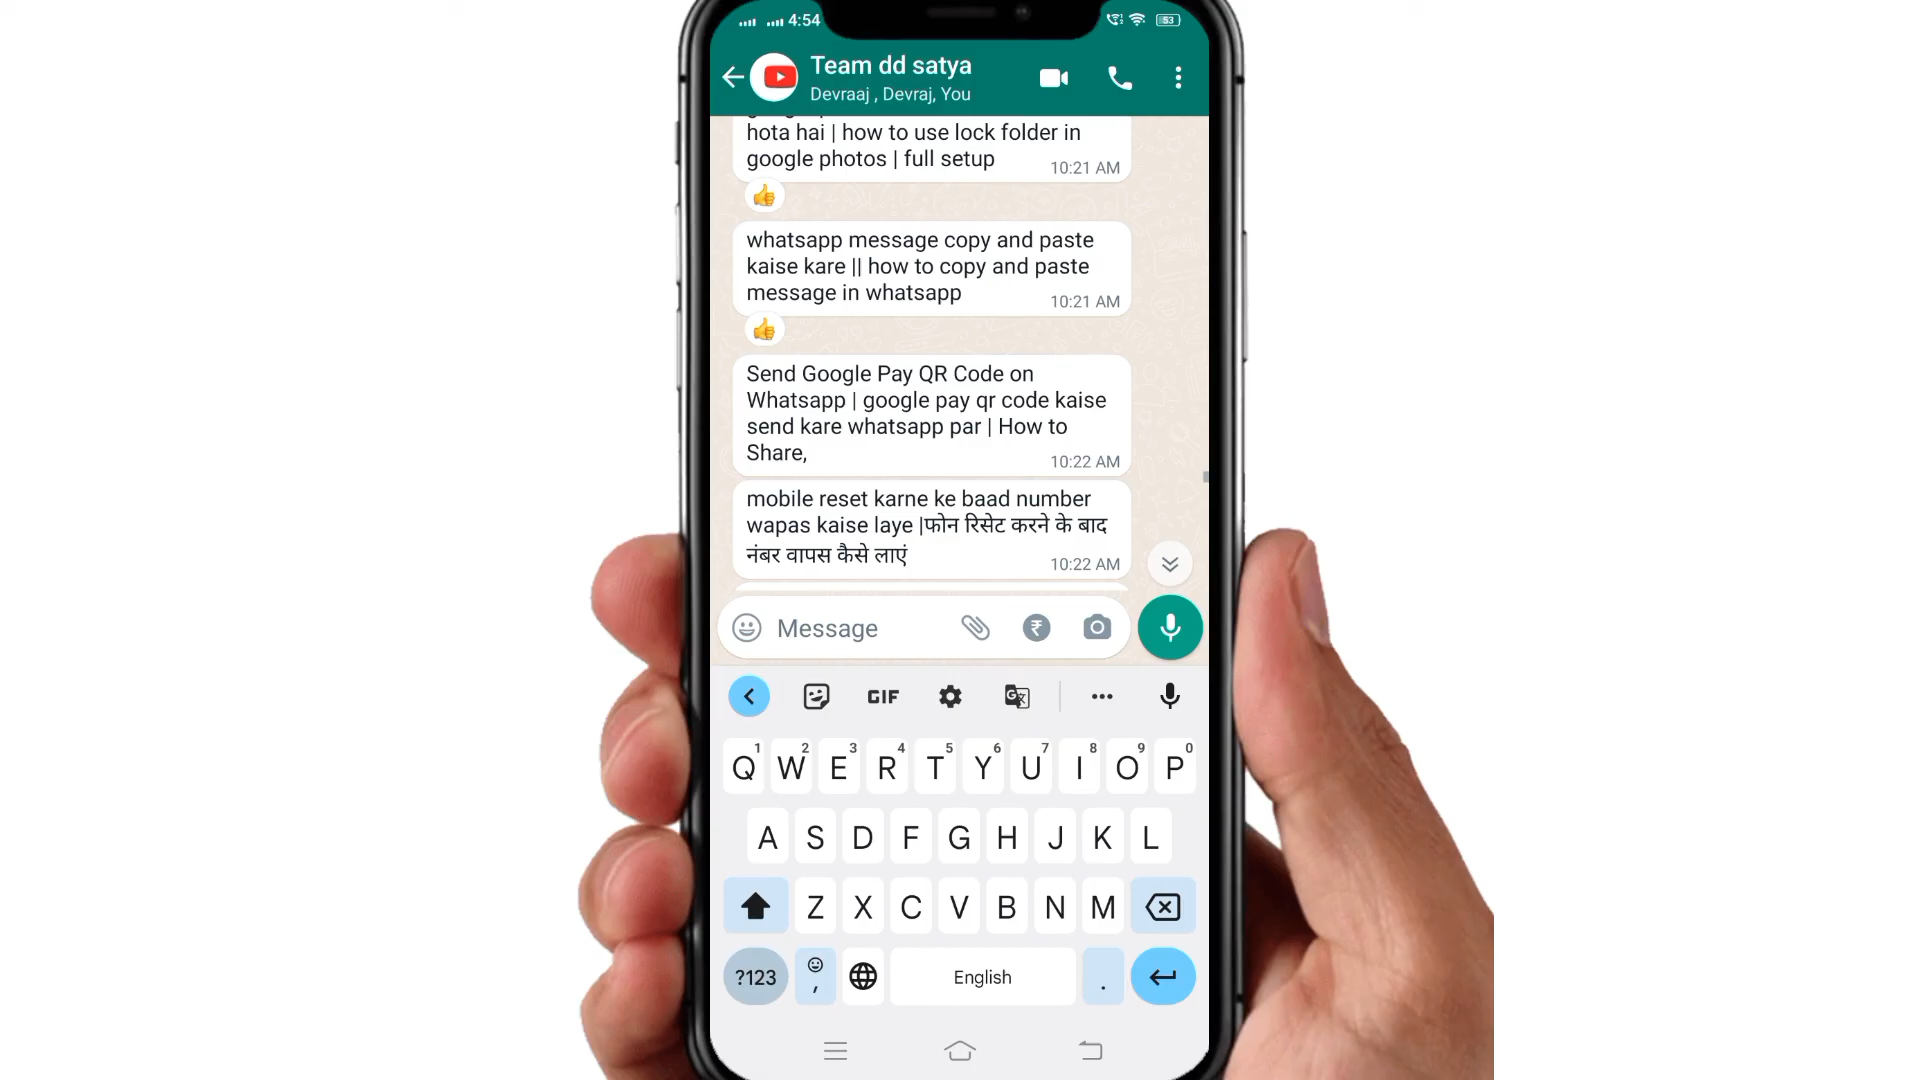 4:54
53
Team dd satya
Devraaj , Devraj, You
hota hai | how to use lock folder in
google photos | full setup
10:21 AM
whatsapp message copy and paste
kaise kare || how to copy and paste
message in whatsapp
10:21 AM
Send Google Pay QR Code on
Whatsapp | google pay qr code kaise
send kare whatsapp par | How to
Share,
10:22 AM
mobile reset karne ke baad number
wapas kaise laye |फोन रिसेट करने के बाद
नंबर वापस कैसे लाएं
10:22 AM
Message
GIF
1 2 3 4 5 6 7 8 9 0
Q W E R T Y U I O P
A S D F G H J K L
Z X C V B N M
?123 , English .